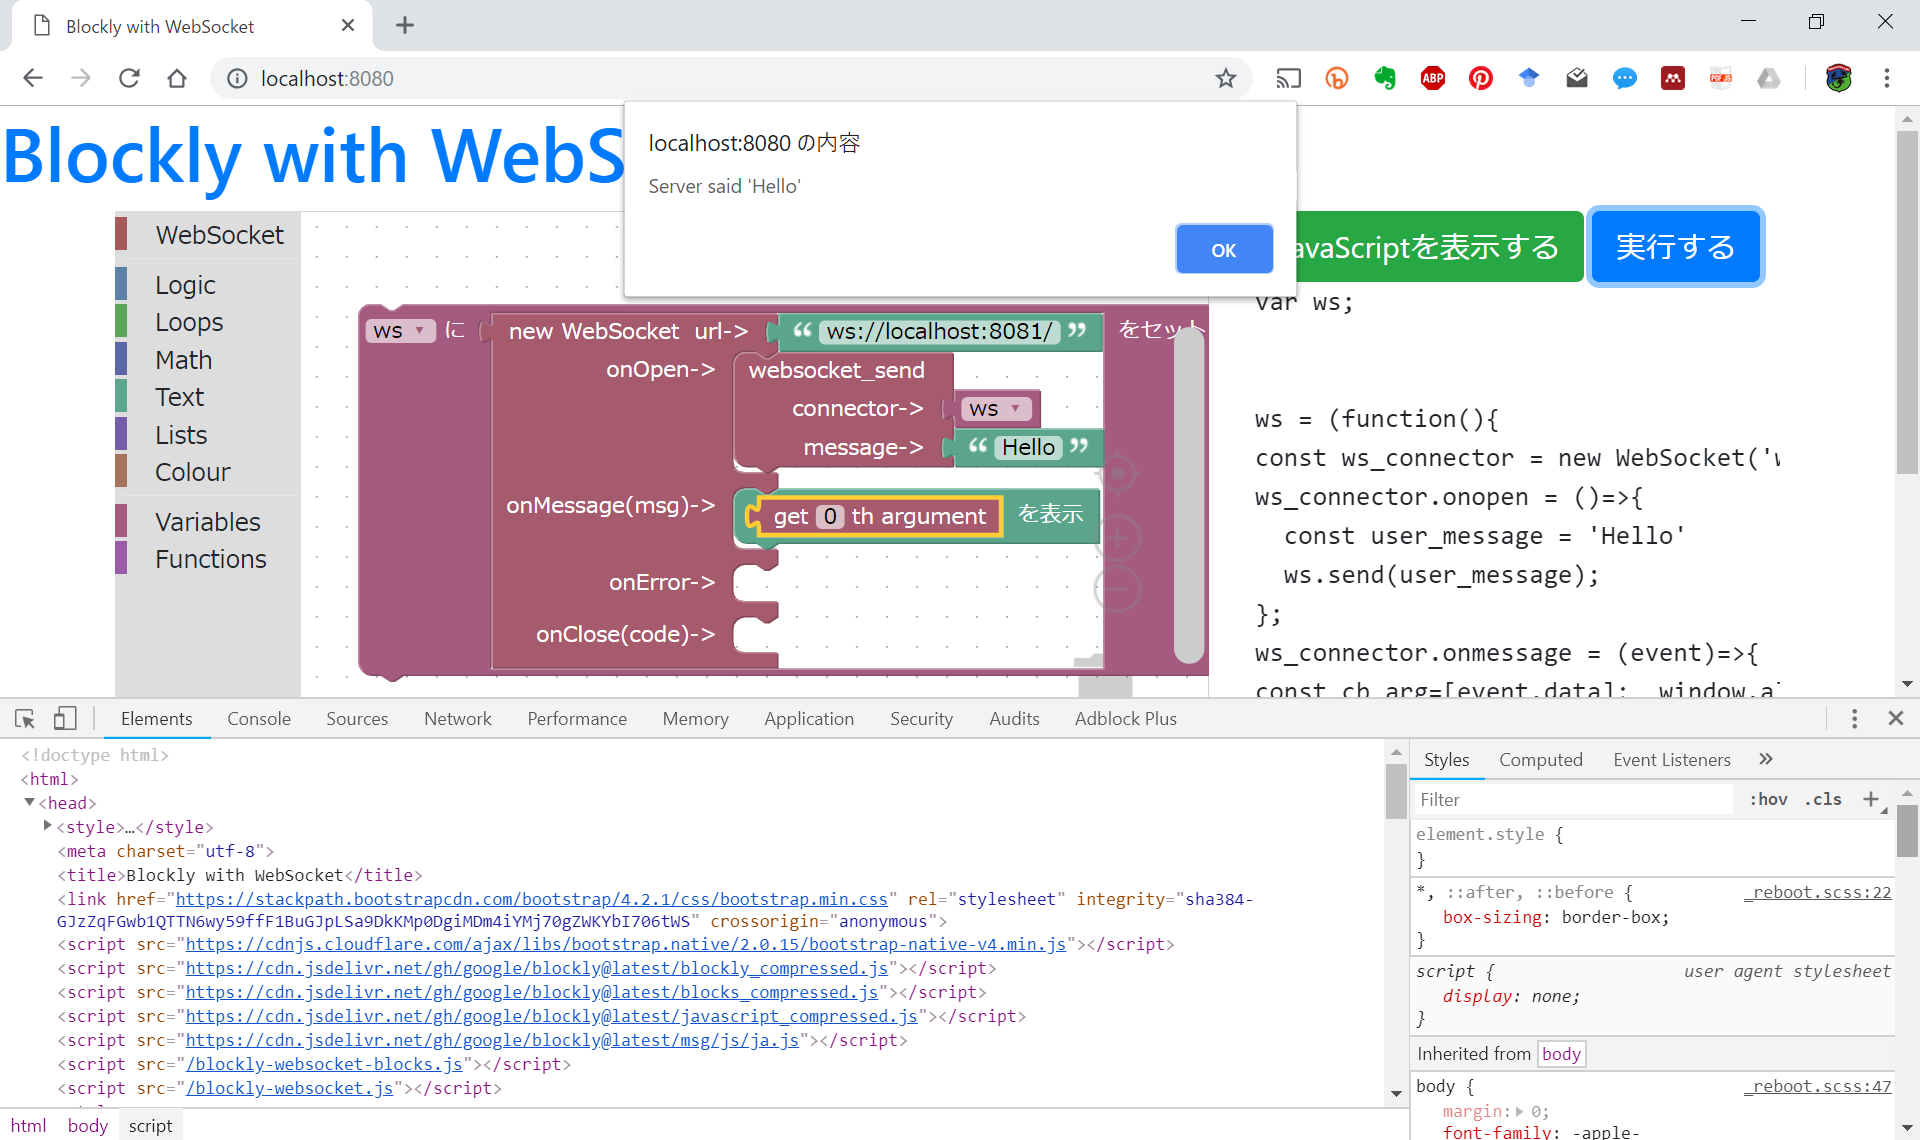 Blockly with WebSocket
localhost:8080
ABP
PDF JS
Blockly with WebS
localhost:8080 の内容
Server said 'Hello'
OK
avaScriptを表示する
実行する
WebSocket
Logic
Loops
Math
Text
Lists
Colour
Variables
Functions
ws ▼ に new WebSocket url-> “ ws://localhost:8081/ ” をセット
onOpen-> websocket_send
connector-> ws ▼
message-> “ Hello ”
onMessage(msg)-> get 0 th argument を表示
onError->
onClose(code)->
var ws;
ws = (function(){
const ws_connector = new WebSocket('w
ws_connector.onopen = ()=>{
const user_message = 'Hello'
ws.send(user_message);
};
ws_connector.onmessage = (event)=>{
const cb_arg=[event.data]; window.al
Elements Console Sources Network Performance Memory Application Security Audits Adblock Plus
<!doctype html>
<html>
<head>
<style>…</style>
<meta charset="utf-8">
<title>Blockly with WebSocket</title>
<link href="https://stackpath.bootstrapcdn.com/bootstrap/4.2.1/css/bootstrap.min.css" rel="stylesheet" integrity="sha384-
GJzZqFGwb1QTTN6wy59ffF1BuGJpLSa9DkKMp0DgiMDm4iYMj70gZWKYbI706tWS" crossorigin="anonymous">
<script src="https://cdnjs.cloudflare.com/ajax/libs/bootstrap.native/2.0.15/bootstrap-native-v4.min.js"></script>
<script src="https://cdn.jsdelivr.net/gh/google/blockly@latest/blockly_compressed.js"></script>
<script src="https://cdn.jsdelivr.net/gh/google/blockly@latest/blocks_compressed.js"></script>
<script src="https://cdn.jsdelivr.net/gh/google/blockly@latest/javascript_compressed.js"></script>
<script src="https://cdn.jsdelivr.net/gh/google/blockly@latest/msg/js/ja.js"></script>
<script src="/blockly-websocket-blocks.js"></script>
<script src="/blockly-websocket.js"></script>
html body script
Styles Computed Event Listeners »
Filter :hov .cls +
element.style {
}
*, ::after, ::before { _reboot.scss:22
box-sizing: border-box;
}
script { user agent stylesheet
display: none;
}
Inherited from body
body { _reboot.scss:47
margin: 0;
font-family: -apple-